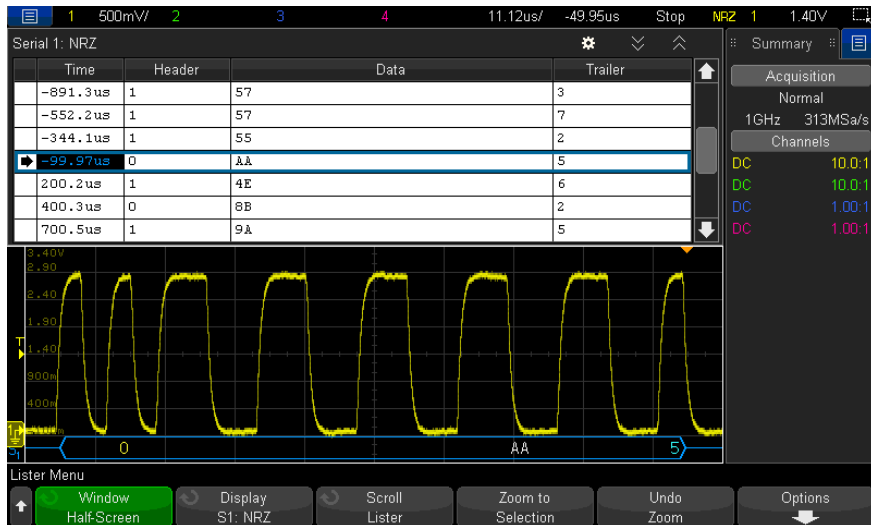 1 500mV/ 2 3 4 11.12us/ -49.95us Stop NRZ 1 1.40V
Serial 1: NRZ
Summary
Time Header Data Trailer
-891.3us 1 57 3
-552.2us 1 57 7
-344.1us 1 55 2
-99.97us 0 AA 5
200.2us 1 4E 6
400.3us 0 8B 2
700.5us 1 9A 5
Acquisition
Normal
1GHz 313MSa/s
Channels
DC 10.0:1
DC 10.0:1
DC 1.00:1
DC 1.00:1
3.40V
2.90
2.40
1.90
T
1.40
900m
400m
1
S1 0 AA 5
Lister Menu
Window
Half-Screen
Display
S1: NRZ
Scroll
Lister
Zoom to
Selection
Undo
Zoom
Options